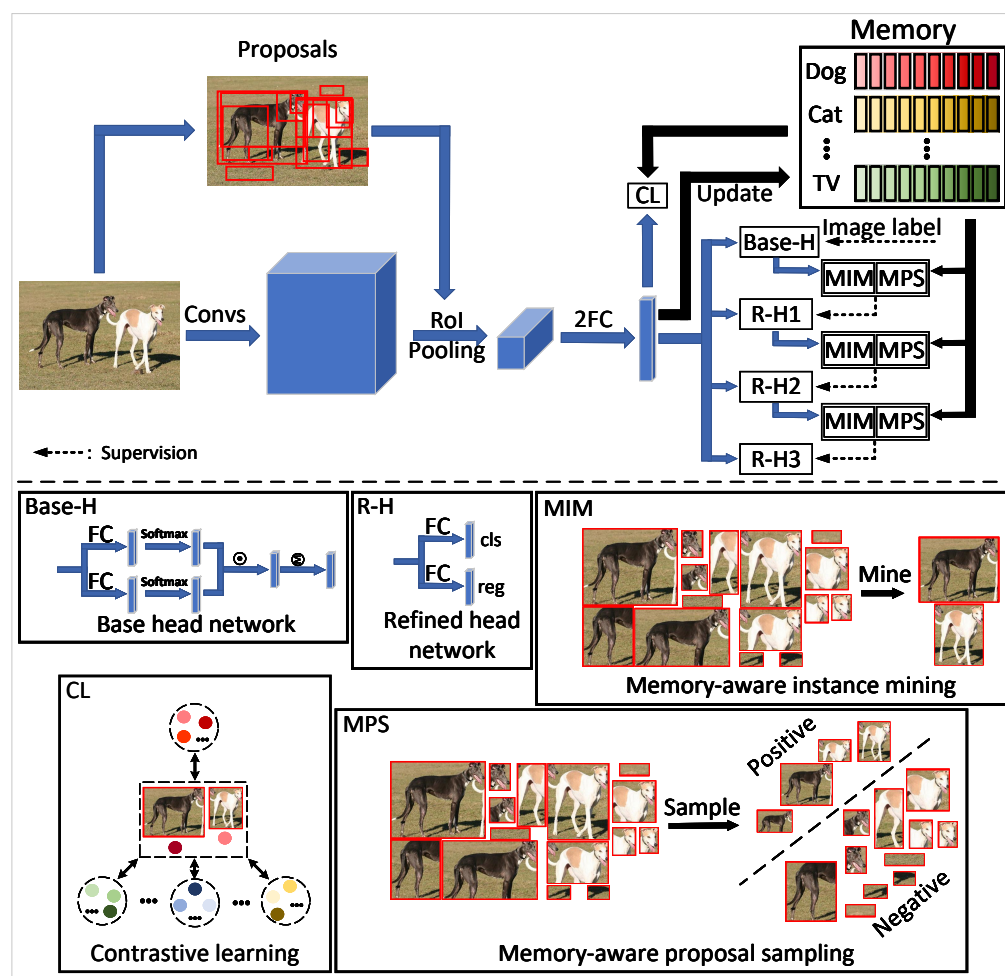 Memory
Proposals
Dog
Cat
TV
CL
Update
Image label
Base-H
MIM MPS
Convs
RoI
Pooling
2FC
R-H1
MIM MPS
R-H2
MIM MPS
R-H3
: Supervision
Base-H
FC Softmax
FC Softmax
Base head network
R-H
FC
cls
FC
reg
Refined head
network
MIM
Mine
Memory-aware instance mining
CL
Contrastive learning
MPS
Sample
Positive
Negative
Memory-aware proposal sampling